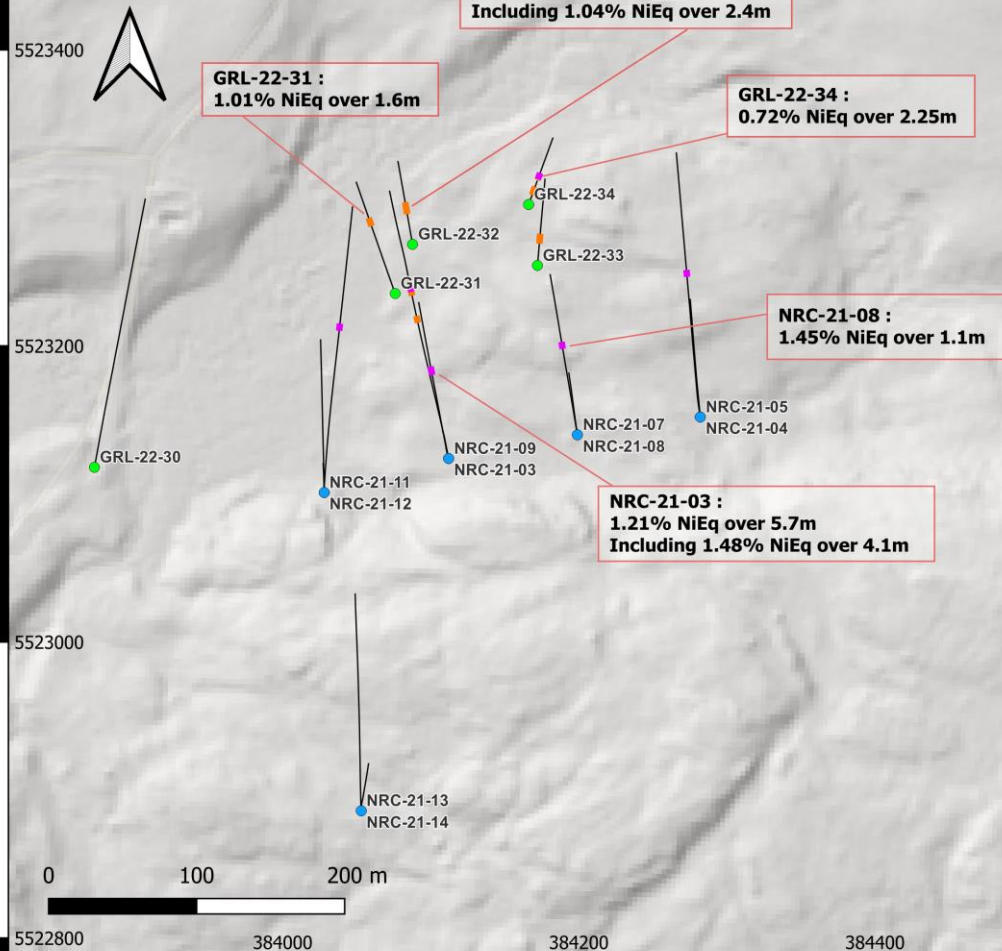 Including 1.04% NiEq over 2.4m
5523400
GRL-22-31 :
1.01% NiEq over 1.6m
GRL-22-34 :
0.72% NiEq over 2.25m
GRL-22-34
GRL-22-32
GRL-22-33
GRL-22-31
NRC-21-08 :
1.45% NiEq over 1.1m
5523200
NRC-21-05
NRC-21-04
NRC-21-07
NRC-21-08
NRC-21-09
NRC-21-03
GRL-22-30
NRC-21-11
NRC-21-12
NRC-21-03 :
1.21% NiEq over 5.7m
Including 1.48% NiEq over 4.1m
5523000
NRC-21-13
NRC-21-14
0 100 200 m
5522800
384000 384200 384400